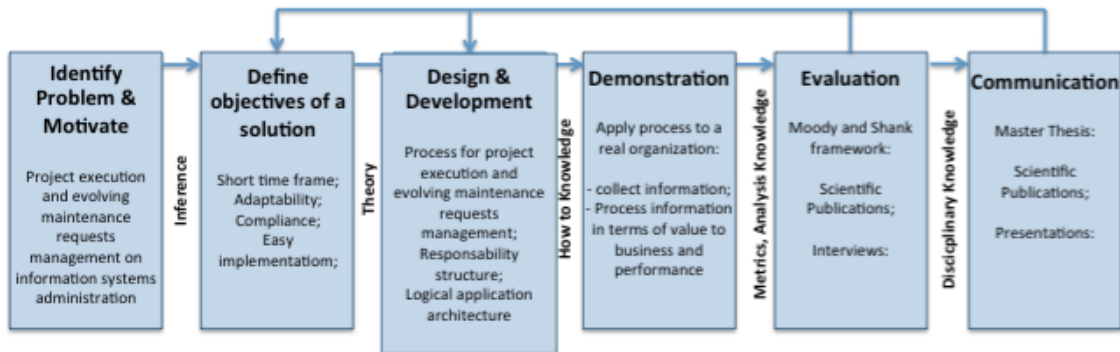 Identify
Problem &
Motivate
Project execution
and evolving
maintenance
requests
management on
information systems
administration
Inference
Define
objectives of a
solution
Short time frame;
Adaptability;
Compliance;
Easy
implementatiom;
Theory
Design &
Development
Process for project
execution and
evolving maintenance
requests
management;
Responsability
structure;
Logical application
architecture
How to Knowledge
Demonstration
Apply process to a
real organization:
- collect information;
- Process information
in terms of value to
business and
performance
Metrics, Analysis Knowledge
Evaluation
Moody and Shank
framework:
Scientific
Publications;
Interviews:
Discicplinary Knowledge
Communication
Master Thesis:
Scientific
Publications;
Presentations: